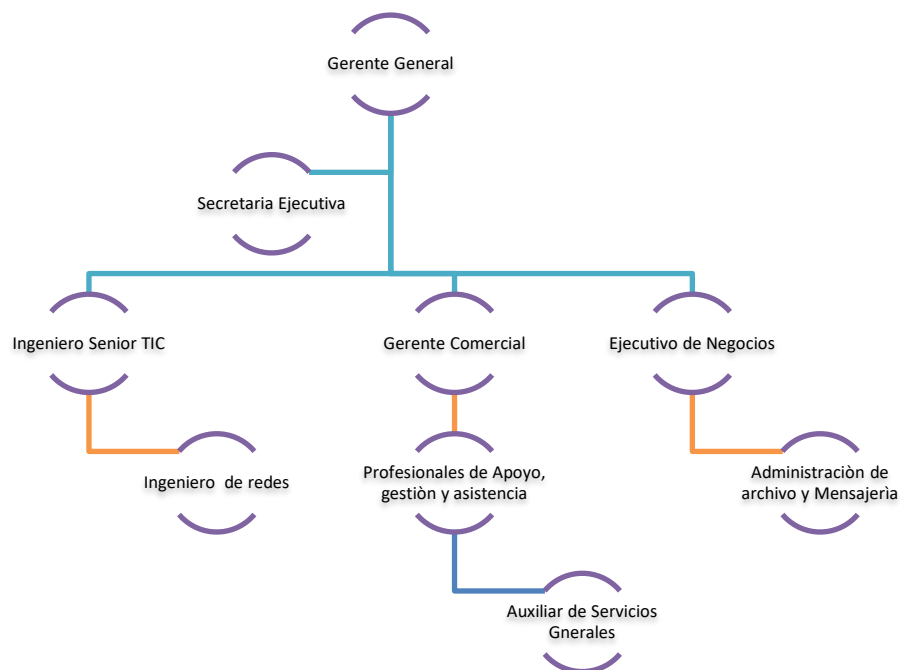 Gerente General
Secretaria Ejecutiva
Ingeniero Senior TIC
Gerente Comercial
Ejecutivo de Negocios
Ingeniero de redes
Profesionales de Apoyo,
gestiòn y asistencia
Administraciòn de
archivo y Mensajerìa
Auxiliar de Servicios
Gnerales